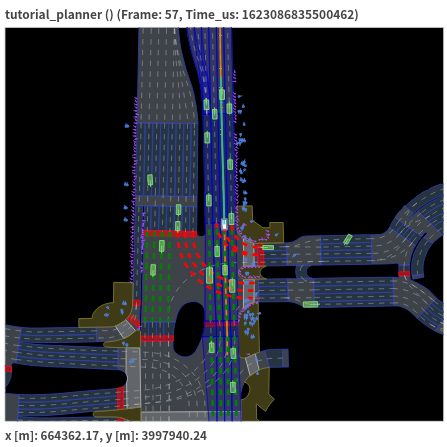 tutorial_planner () (Frame: 57, Time_us: 1623086835500462)
x [m]: 664362.17, y [m]: 3997940.24